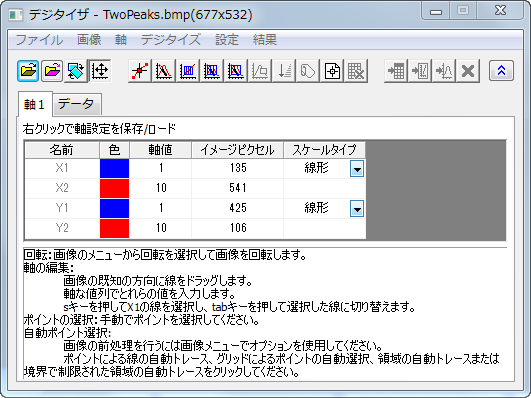 デジタイザ - TwoPeaks.bmp(677x532)
ファイル 画像 軸 デジタイズ 設定 結果
軸1 データ
右クリックで軸設定を保存/ロード
名前 色 軸値 イメージピクセル スケールタイプ
X1 1 135 線形
X2 10 541
Y1 1 425 線形
Y2 10 106
回転: 画像のメニューから回転を選択して画像を回転します。
軸の編集:
画像の既知の方向に線をドラッグします。
軸な値列でとれらの値を入力します。
sキーを押してX1の線を選択し、tabキーを押して選択した線に切り替えます。
ポイントの選択: 手動でポイントを選択してください。
自動ポイント選択:
画像の前処理を行うには画像メニューでオプションを使用してください。
ポイントによる線の自動トレース、グリッドによるポイントの自動選択、領域の自動トレースまたは
境界で制限された領域の自動トレースをクリックしてください。